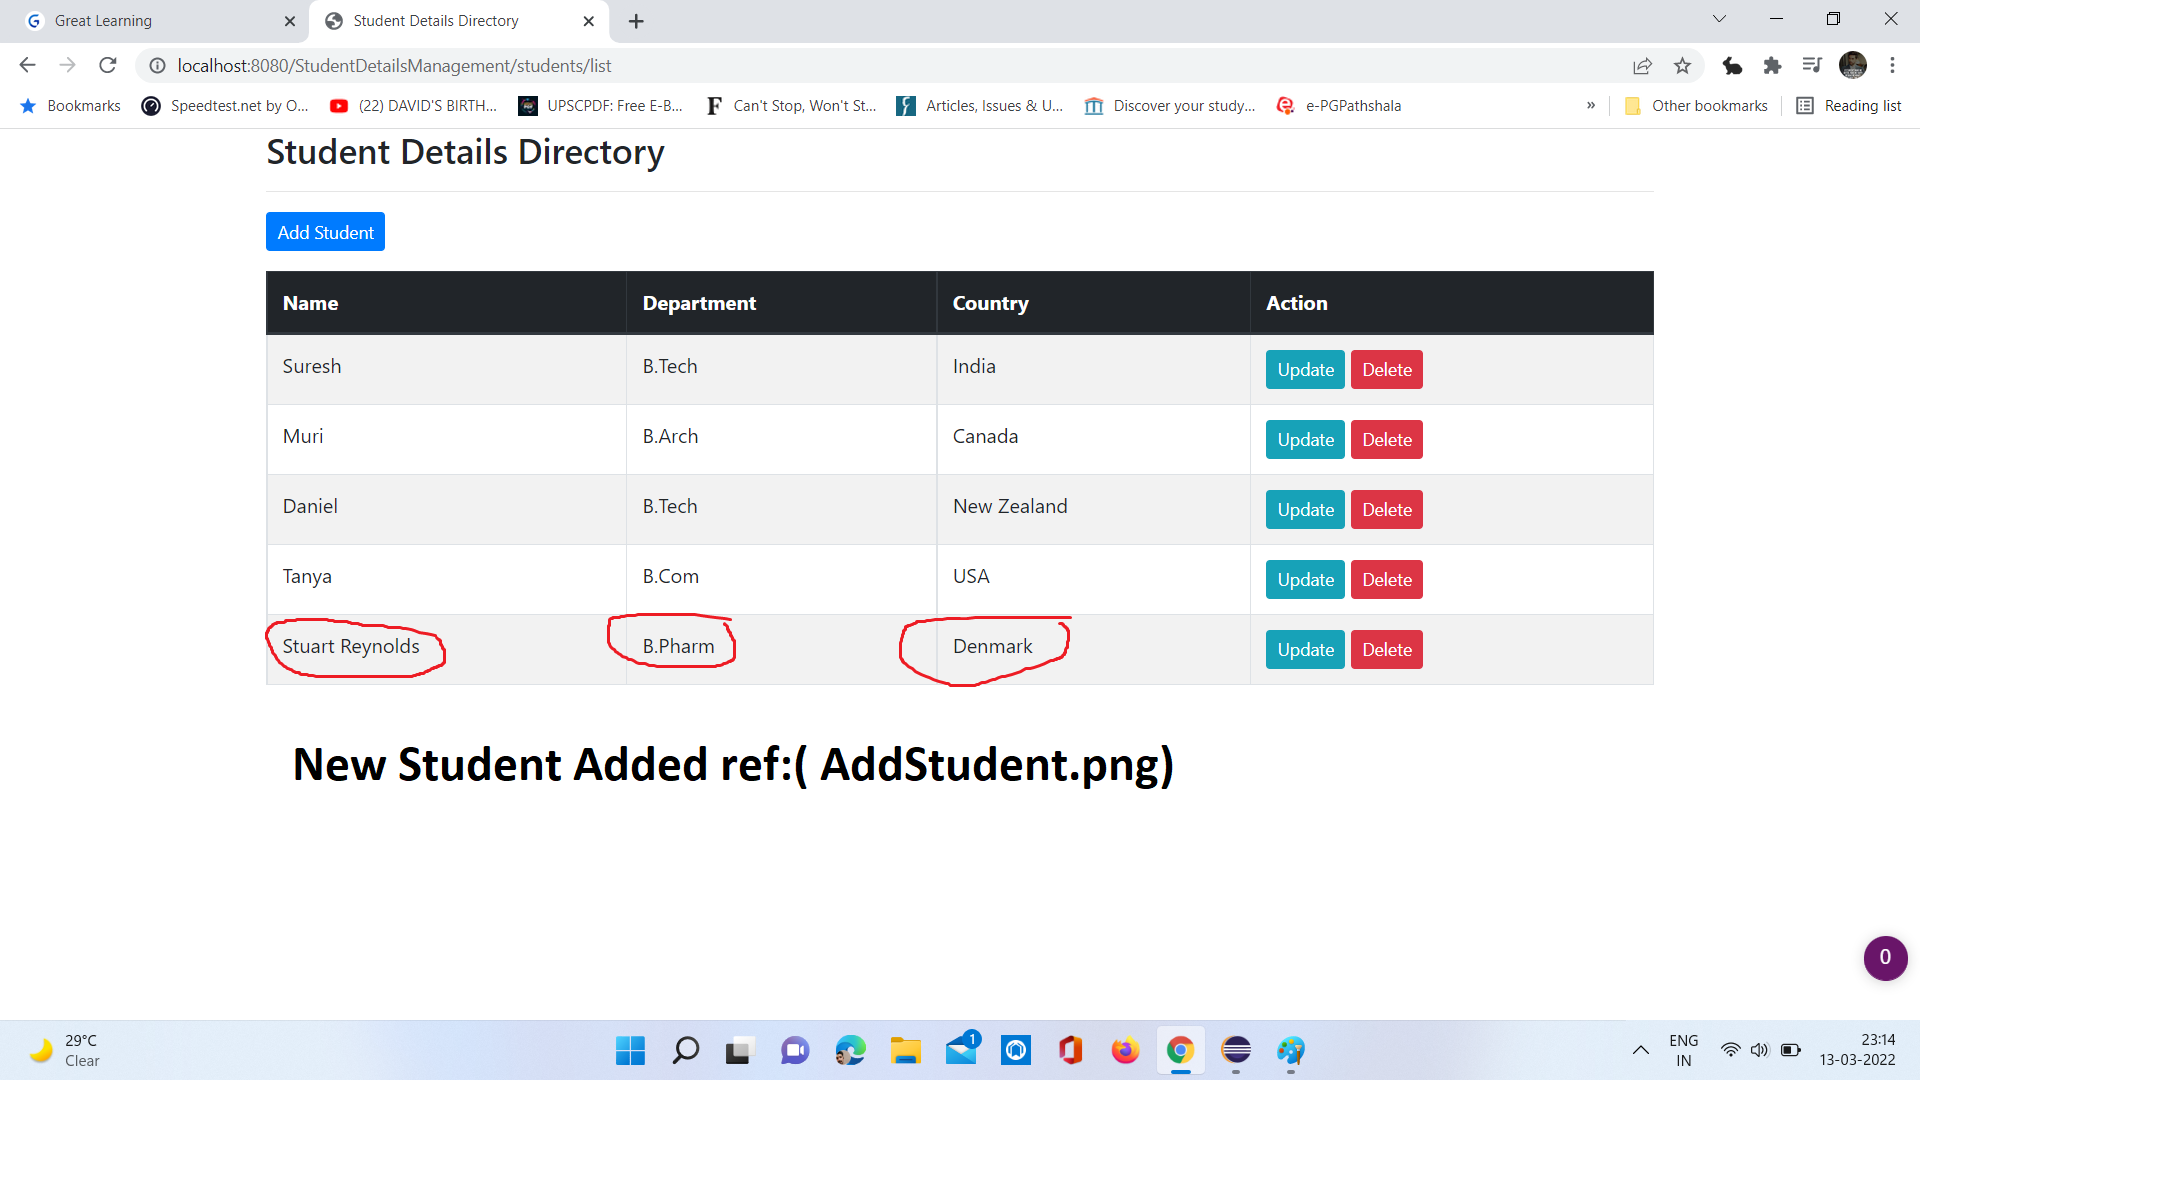 Great Learning
Student Details Directory
localhost:8080/StudentDetailsManagement/students/list
Bookmarks Speedtest.net by O... (22) DAVID'S BIRTH... UPSCPDF: Free E-B... F Can't Stop, Won't St... Articles, Issues & U... Discover your study... e-PGPathshala » Other bookmarks Reading list
Student Details Directory
Add Student
Name Department Country Action
Suresh B.Tech India Update Delete
Muri B.Arch Canada Update Delete
Daniel B.Tech New Zealand Update Delete
Tanya B.Com USA Update Delete
Stuart Reynolds B.Pharm Denmark Update Delete
New Student Added ref:( AddStudent.png)
0
29°C
Clear
1
ENG
IN
23:14
13-03-2022